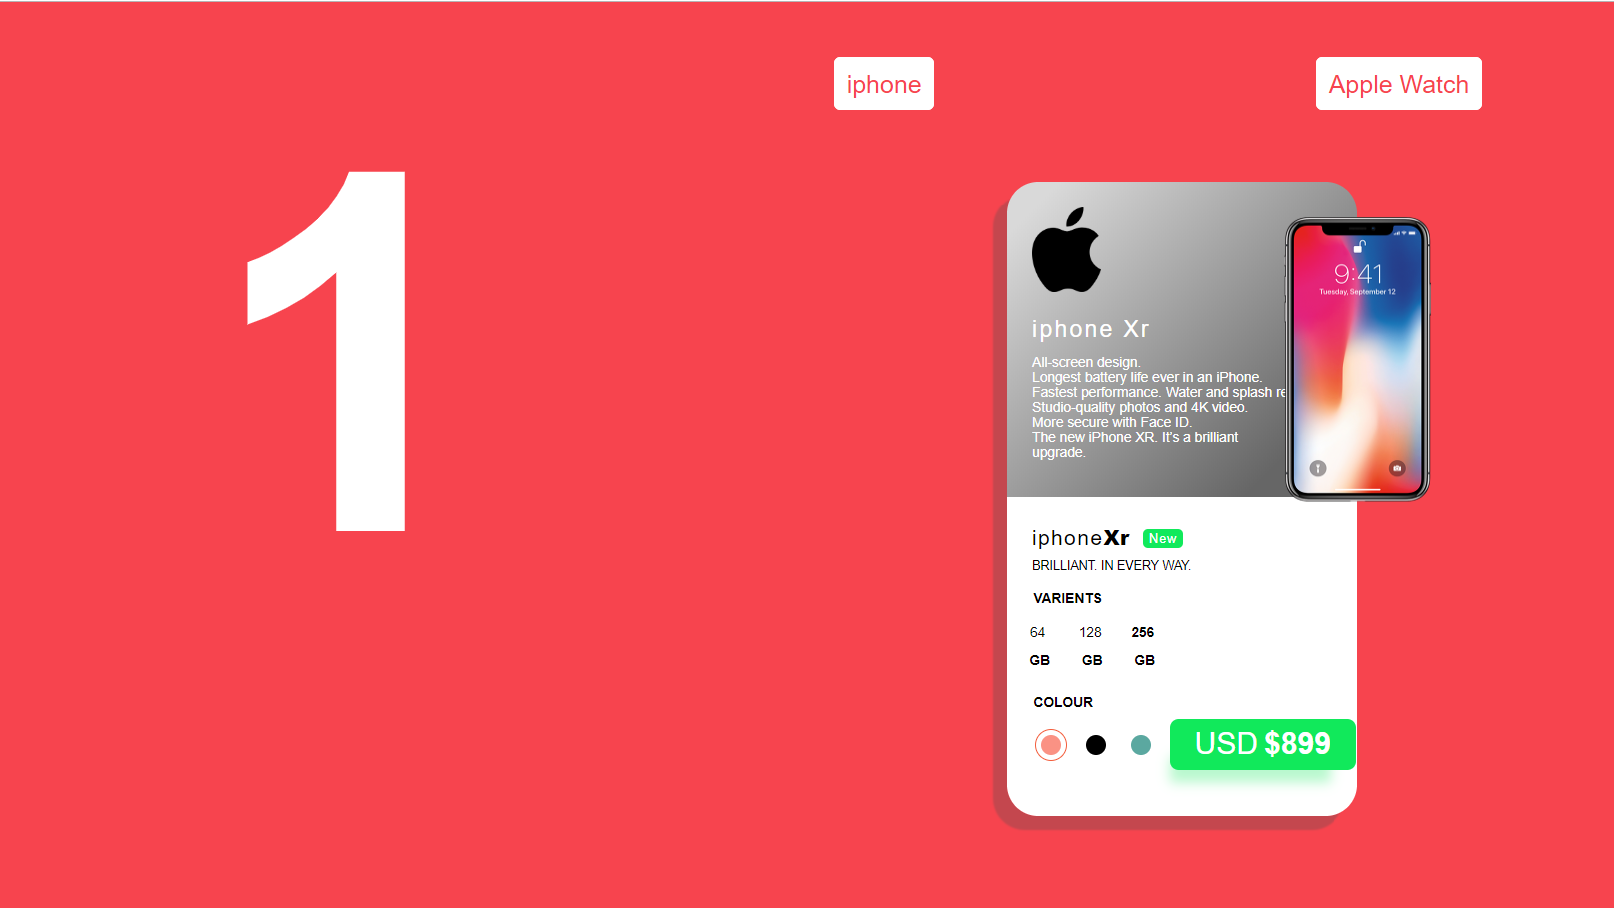 iphone
Apple Watch
1
iphone Xr
All-screen design.
Longest battery life ever in an iPhone.
Fastest performance. Water and splash re
Studio-quality photos and 4K video.
More secure with Face ID.
The new iPhone XR. It's a brilliant
upgrade.
9:41
Tuesday, September 12
iphoneXr New
BRILLIANT. IN EVERY WAY.
VARIENTS
64 128 256
GB GB GB
COLOUR
USD $899